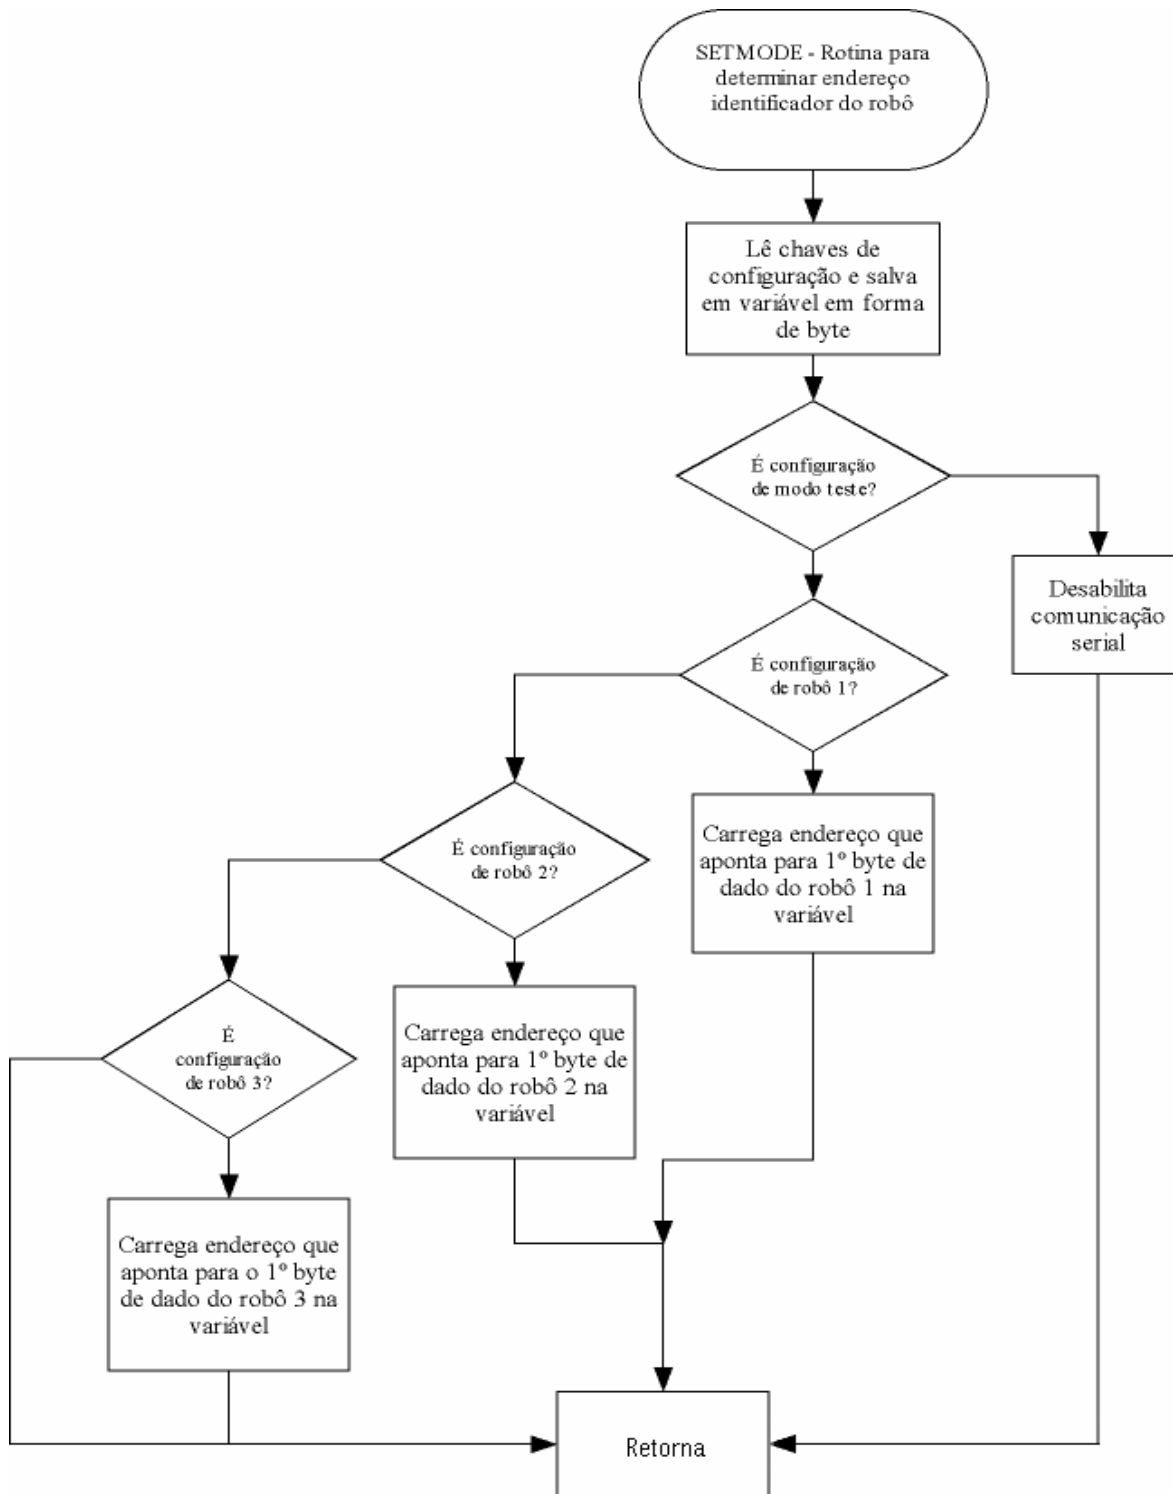 SETMODE - Rotina para
determinar endereço
identificador do robô
Lê chaves de
configuração e salva
em variável em forma
de byte
É configuração
de modo teste?
Desabilita
comunicação
serial
É configuração
de robô 1?
Carrega endereço que
aponta para 1º byte de
dado do robô 1 na
variável
É configuração
de robô 2?
Carrega endereço que
aponta para 1º byte de
dado do robô 2 na
variável
É
configuração
de robô 3?
Carrega endereço que
aponta para o 1º byte
de dado do robô 3 na
variável
Retorna